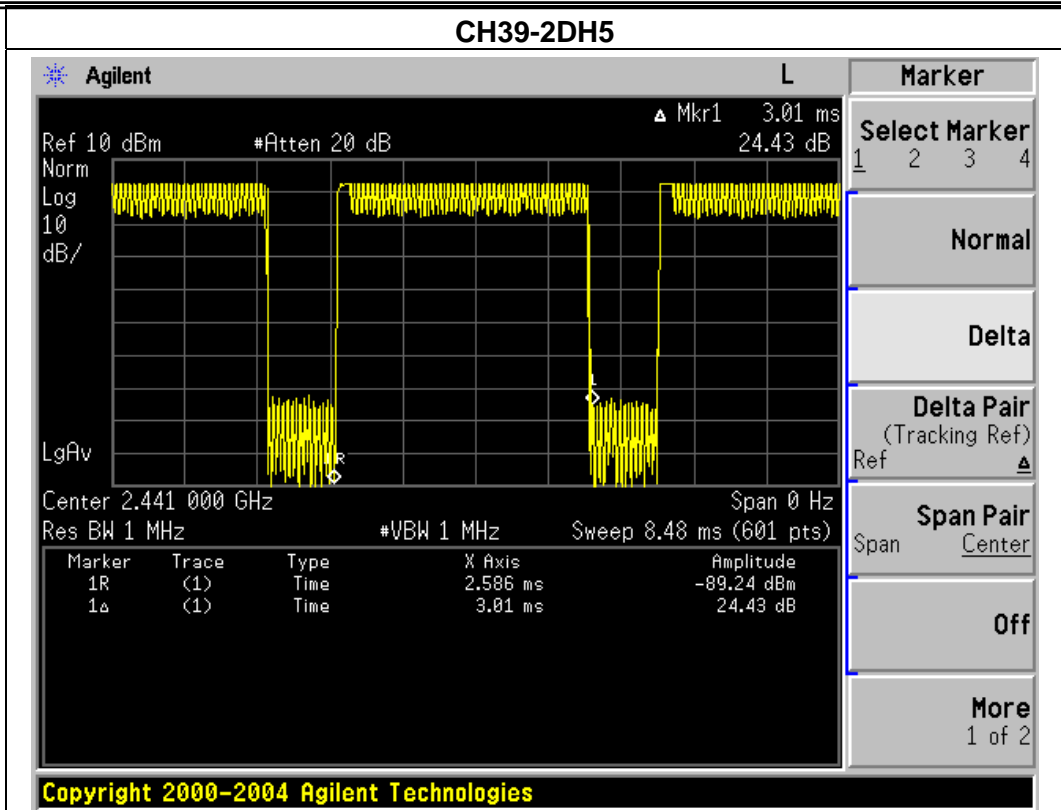 CH39-2DH5
Agilent L Marker
Δ Mkr1 3.01 ms
Ref 10 dBm #Atten 20 dB 24.43 dB
Norm
Log
10
dB/
LgAv
1R
1
Center 2.441 000 GHz Span 0 Hz
Res BW 1 MHz #VBW 1 MHz Sweep 8.48 ms (601 pts)
Marker Trace Type X Axis Amplitude
1R (1) Time 2.586 ms -89.24 dBm
1Δ (1) Time 3.01 ms 24.43 dB
Select Marker
1 2 3 4
Normal
Delta
Delta Pair
(Tracking Ref)
Ref Δ
Span Pair
Span Center
Off
More
1 of 2
Copyright 2000-2004 Agilent Technologies